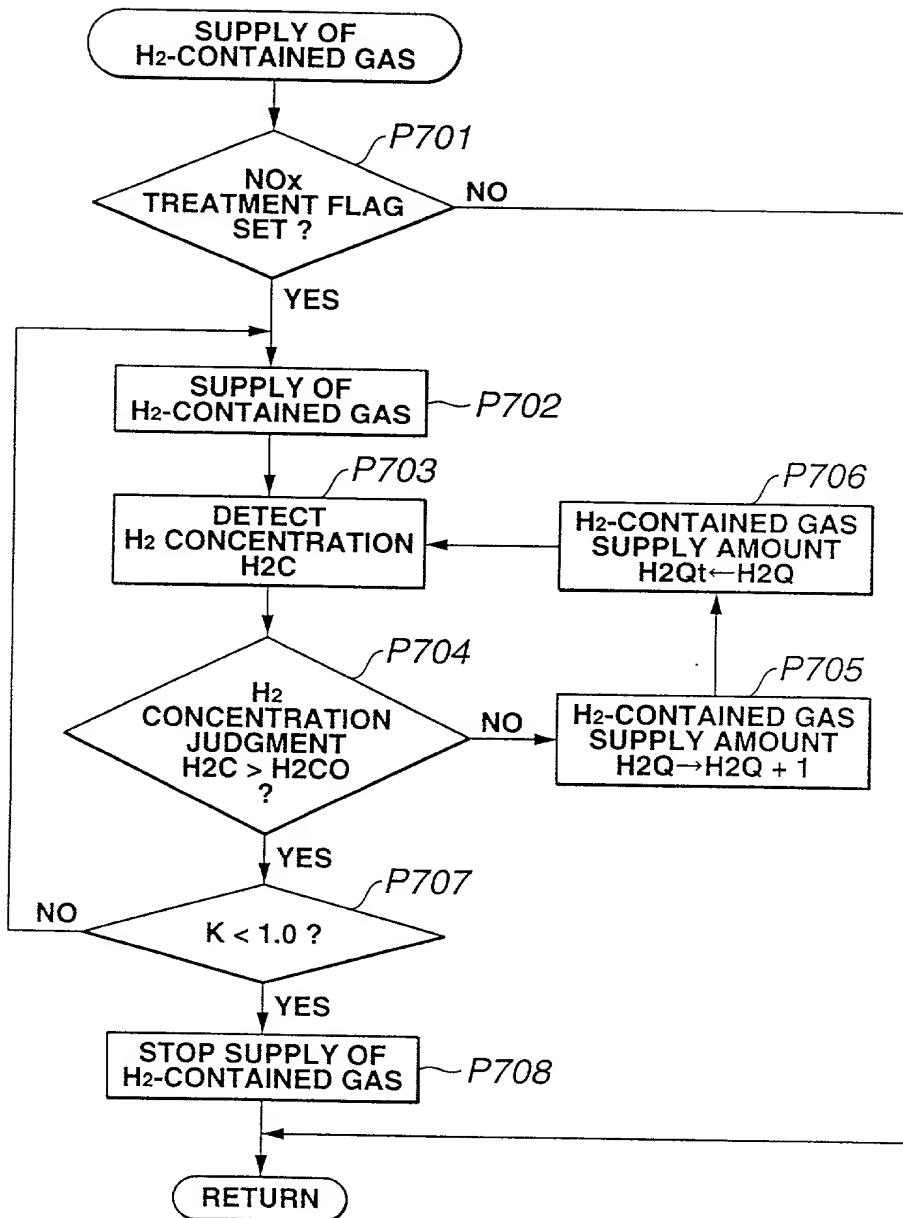 SUPPLY OF
H₂-CONTAINED GAS
P701
NOx
TREATMENT FLAG
SET ?
NO
YES
SUPPLY OF
H₂-CONTAINED GAS
P702
P703
DETECT
H₂ CONCENTRATION
H2C
P706
H₂-CONTAINED GAS
SUPPLY AMOUNT
H2Qt←H2Q
P704
H₂
CONCENTRATION
JUDGMENT
H2C > H2CO
?
NO
P705
H₂-CONTAINED GAS
SUPPLY AMOUNT
H2Q→H2Q + 1
YES
P707
NO
K < 1.0 ?
YES
STOP SUPPLY OF
H₂-CONTAINED GAS
P708
RETURN